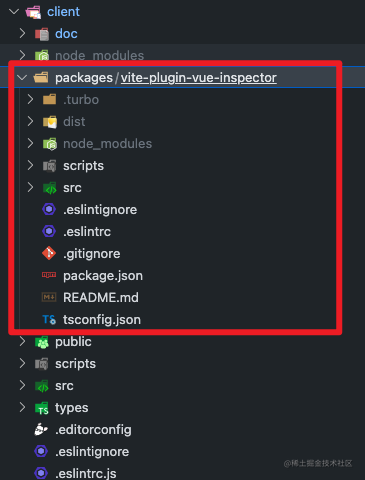 client
doc
node_modules
packages/vite-plugin-vue-inspector
.turbo
dist
node_modules
scripts
src
.eslintignore
.eslintrc
.gitignore
package.json
README.md
TS tsconfig.json
public
scripts
src
TS types
.editorconfig
.eslintignore
.eslintrc.js
@稀土掘金技术社区